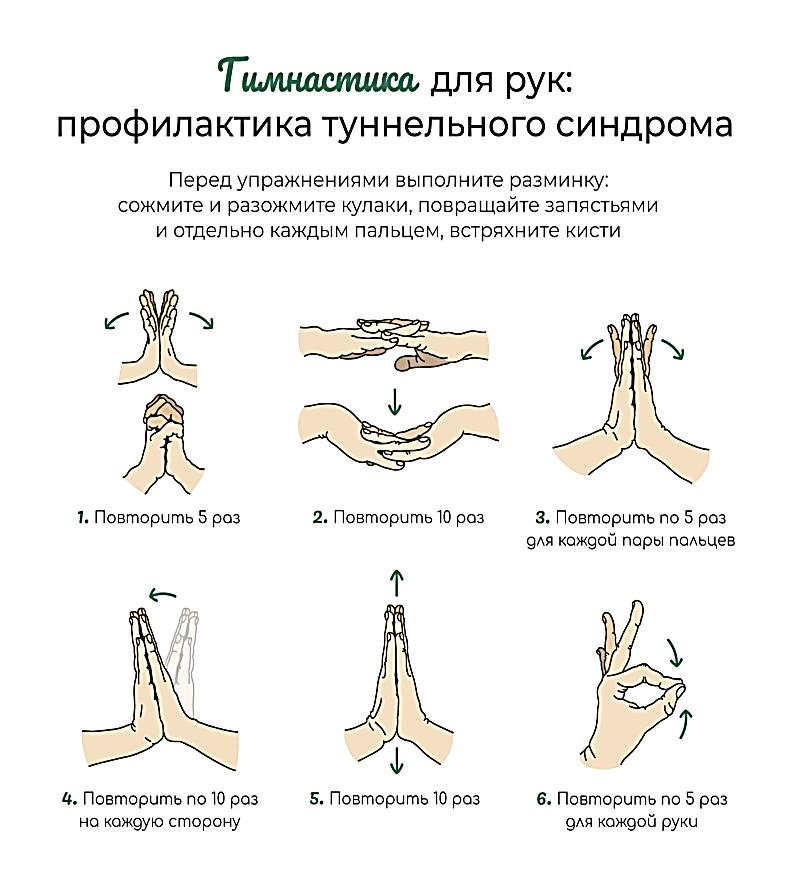 Гимнастика для рук:
профилактика туннельного синдрома
Перед упражнениями выполните разминку:
сожмите и разожмите кулаки, повращайте запястьями
и отдельно каждым пальцем, встряхните кисти
1. Повторить 5 раз
2. Повторить 10 раз
3. Повторить по 5 раз
для каждой пары пальцев
4. Повторить по 10 раз
на каждую сторону
5. Повторить 10 раз
6. Повторить по 5 раз
для каждой руки